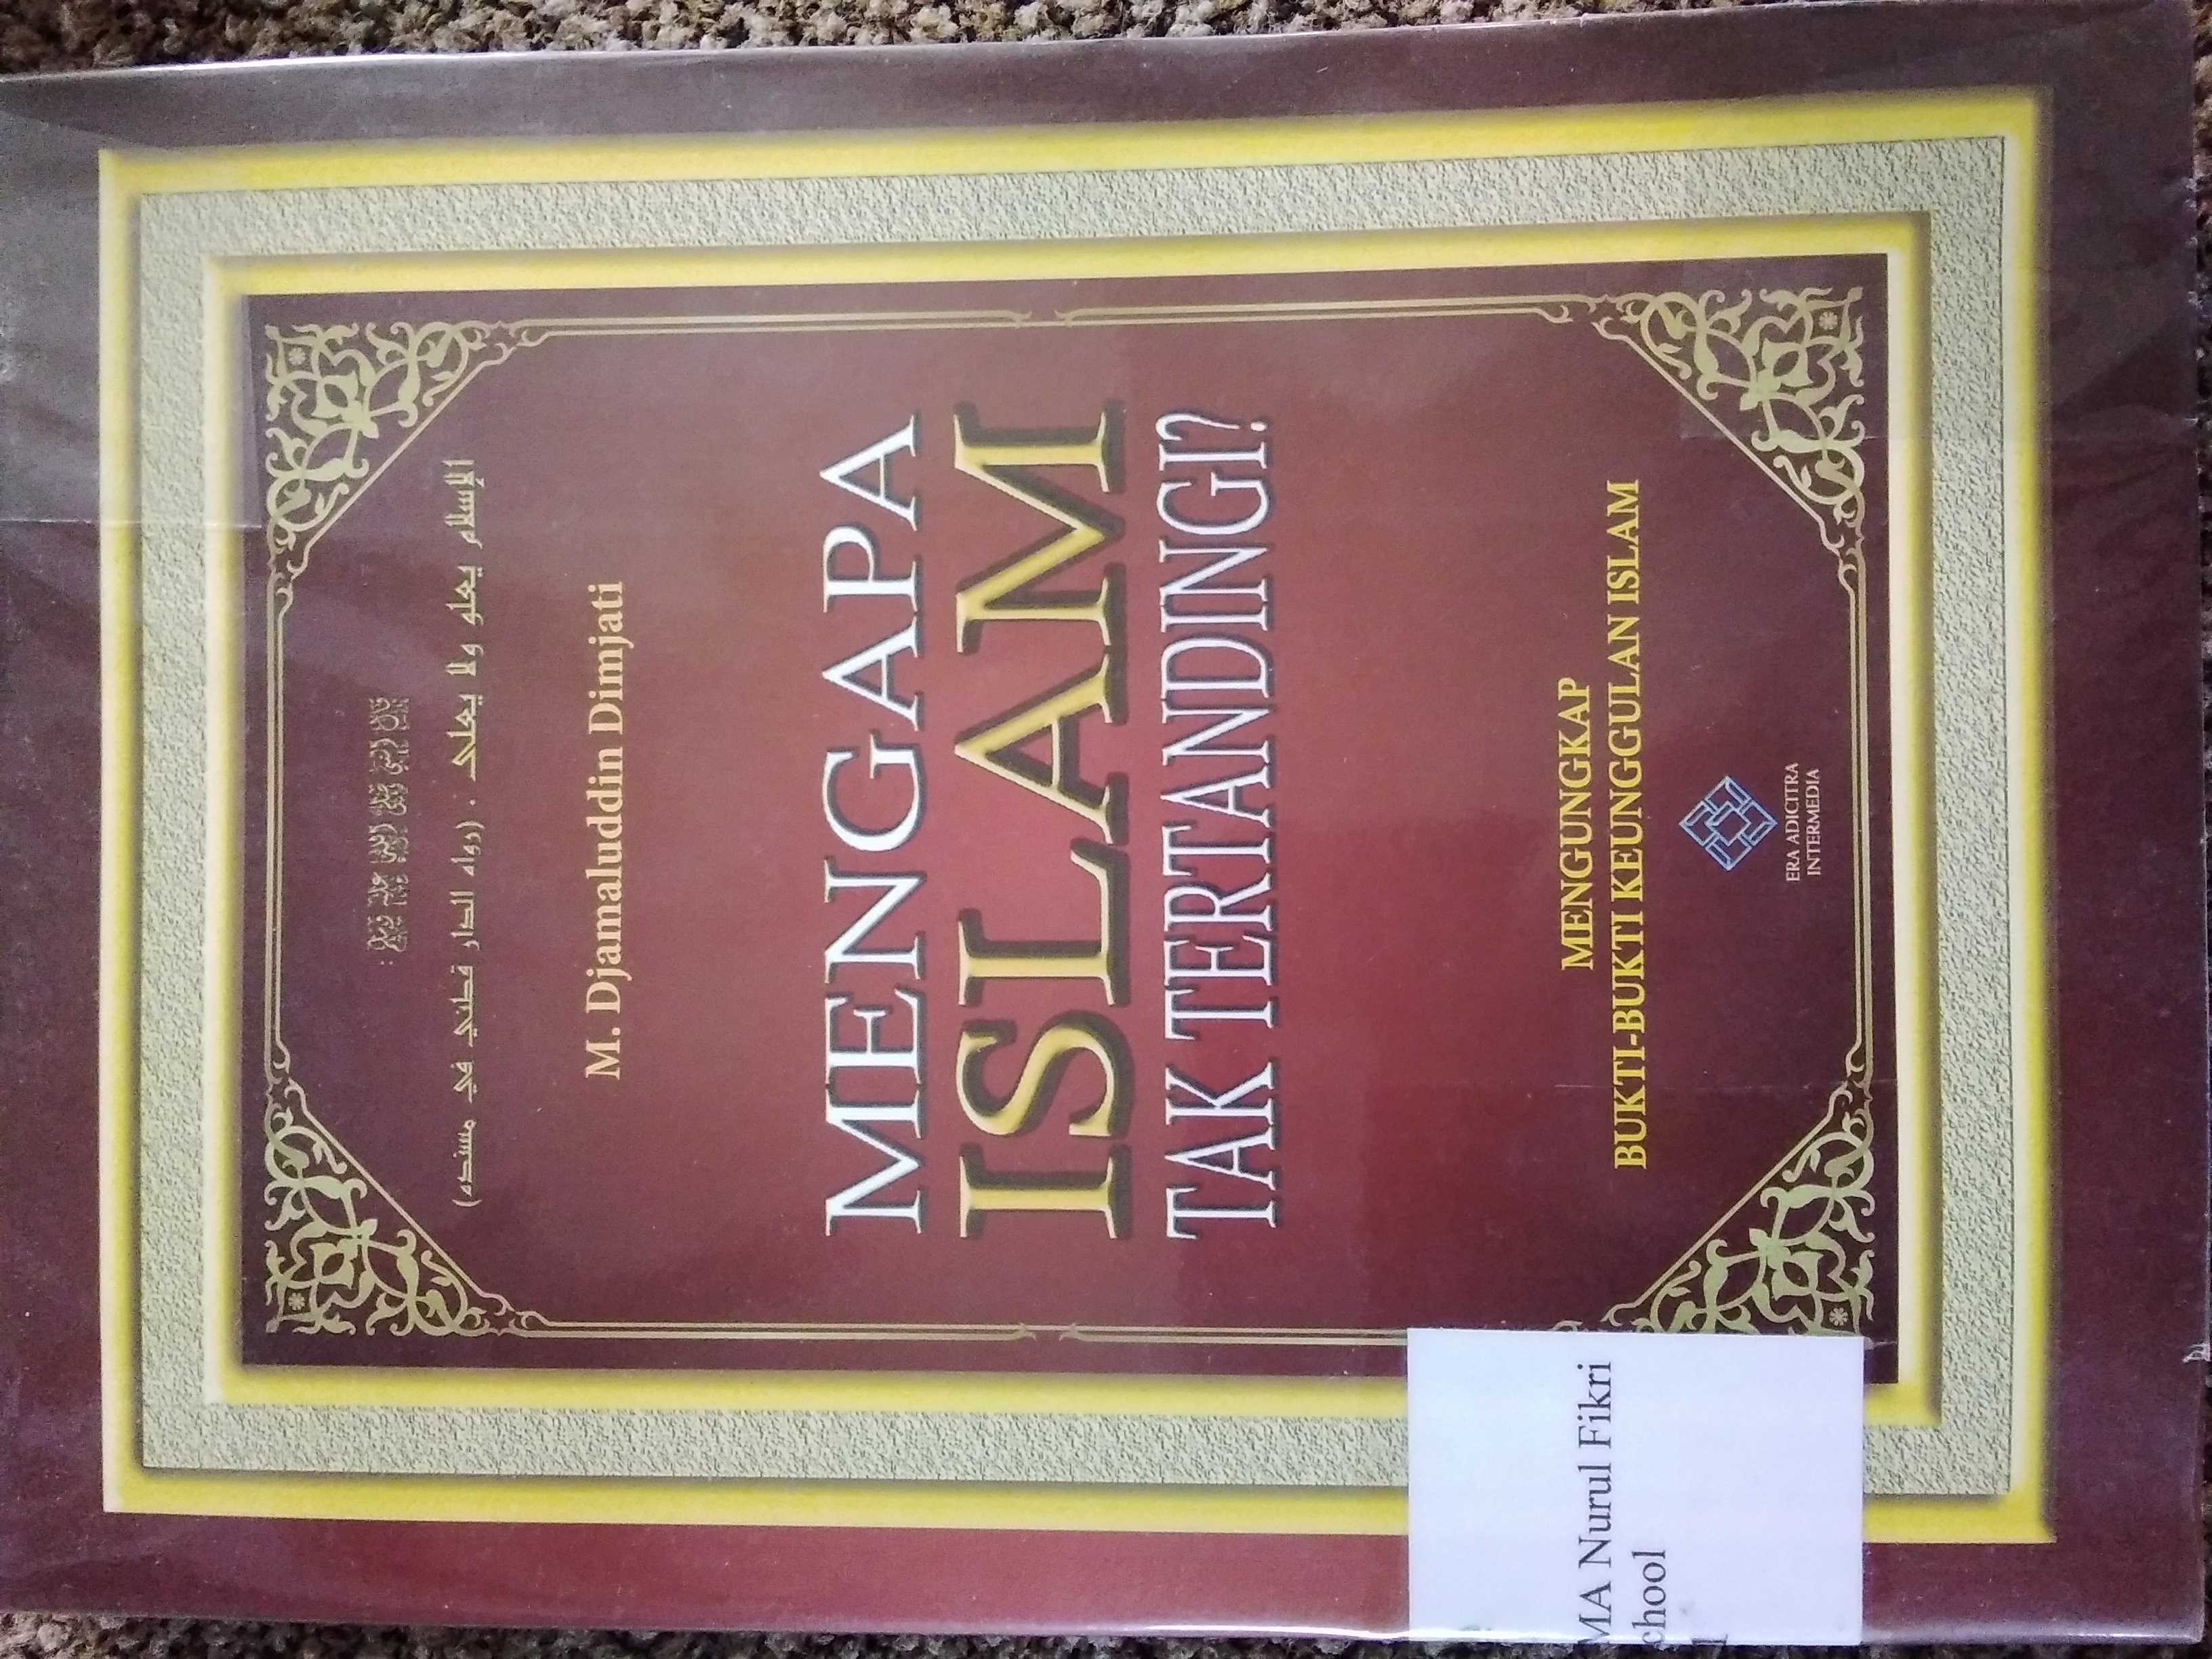 الإسلام يعلو ولا يعلى . (رواه الدار قطني في مسنده)
M. Djamaluddin Dimjati
MENGAPA
ISLAM
TAK TERTANDINGI?
MENGUNGKAP
BUKTI-BUKTI KEUNGGULAN ISLAM
ERA ADICITRA
INTERMEDIA
MA Nurul Fikri
chool